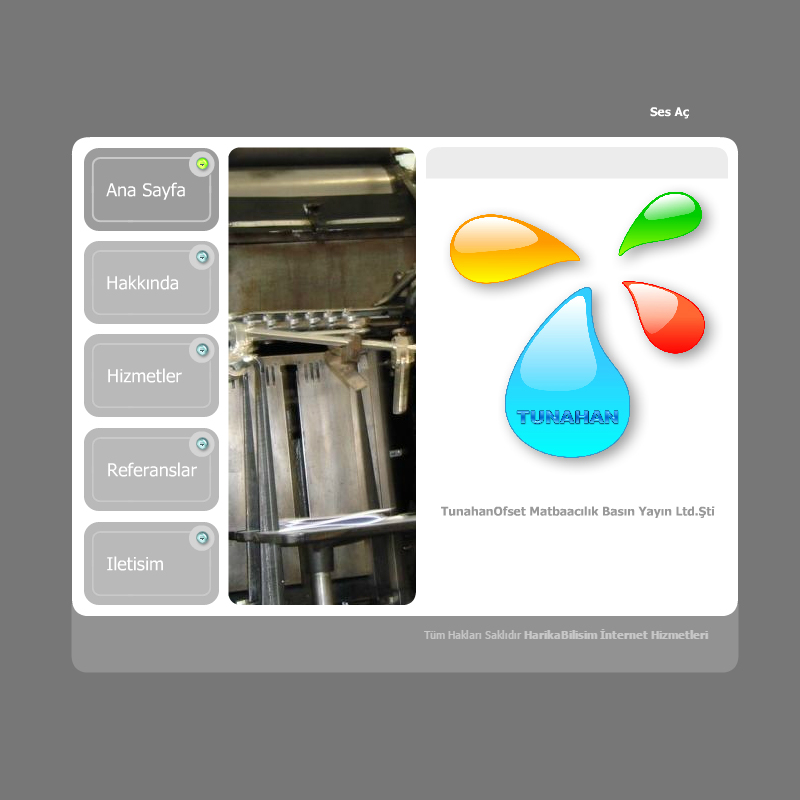 Ses Aç
Ana Sayfa
Hakkında
Hizmetler
Referanslar
Iletisim
TUNAHAN
TunahanOfset Matbaacılık Basın Yayın Ltd.Şti
Tüm Hakları Saklıdır HarikaBilisim İnternet Hizmetleri